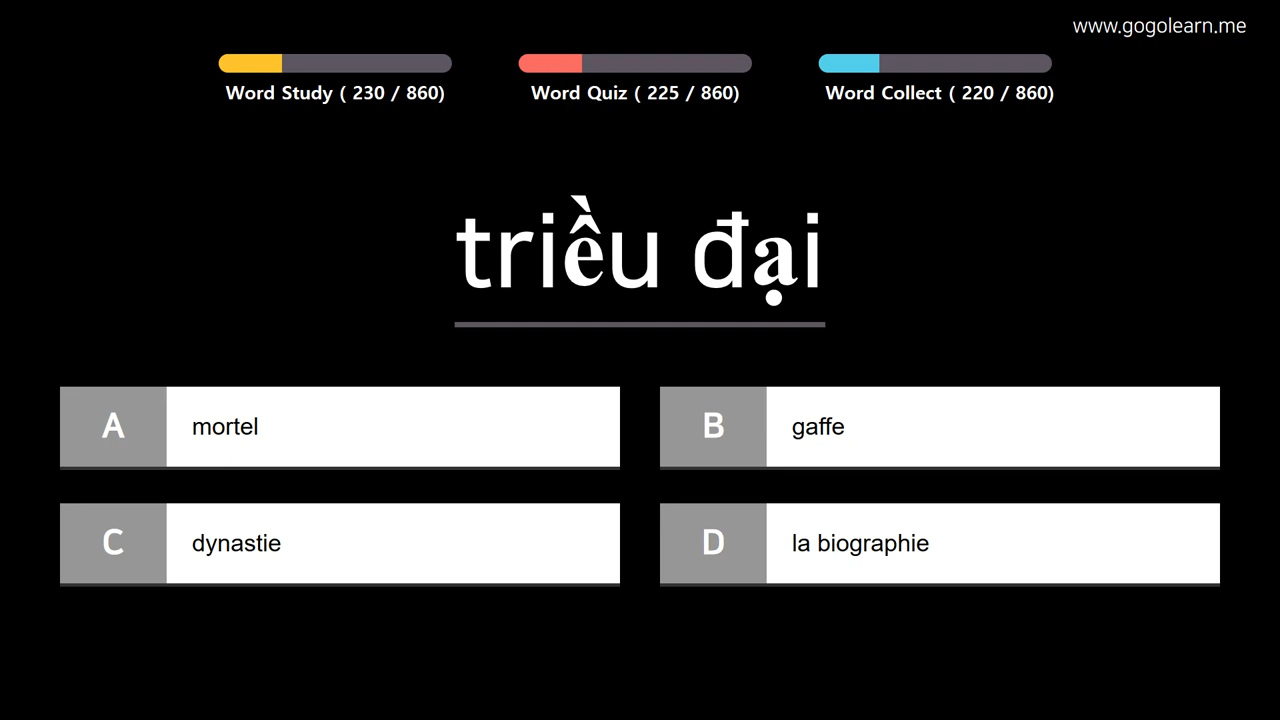 www.gogolearn.me
Word Study ( 230 / 860)
Word Quiz ( 225 / 860)
Word Collect ( 220 / 860)
triều đại
A mortel
B gaffe
C dynastie
D la biographie